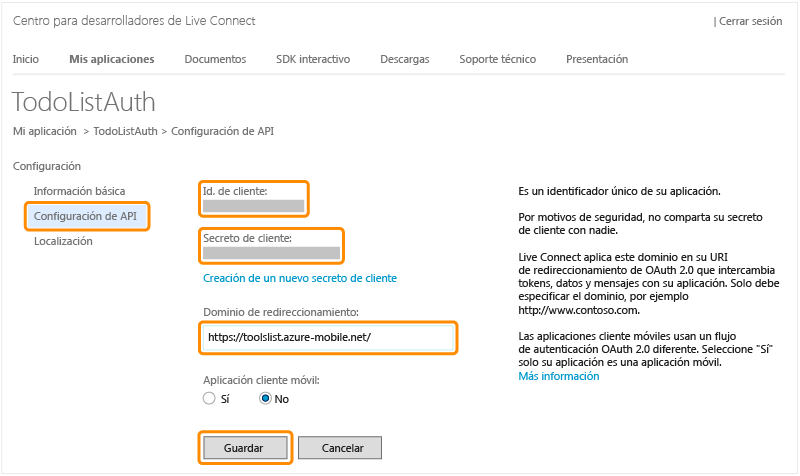 Centro para desarrolladores de Live Connect
| Cerrar sesión
Inicio Mis aplicaciones Documentos SDK interactivo Descargas Soporte técnico Presentación
TodoListAuth
Mi aplicación > TodoListAuth > Configuración de API
Configuración
Información básica
Configuración de API
Localización
Id. de cliente:
Secreto de cliente:
Creación de un nuevo secreto de cliente
Dominio de redireccionamiento:
https://toolslist.azure-mobile.net/
Aplicación cliente móvil:
Sí No
Guardar Cancelar
Es un identificador único de su aplicación.
Por motivos de seguridad, no comparta su secreto
de cliente con nadie.
Live Connect aplica este dominio en su URI
de redireccionamiento de OAuth 2.0 que intercambia
tokens, datos y mensajes con su aplicación. Solo debe
especificar el dominio, por ejemplo
http://www.contoso.com.
Las aplicaciones cliente móviles usan un flujo
de autenticación OAuth 2.0 diferente. Seleccione "Sí"
solo su aplicación es una aplicación móvil.
Más información